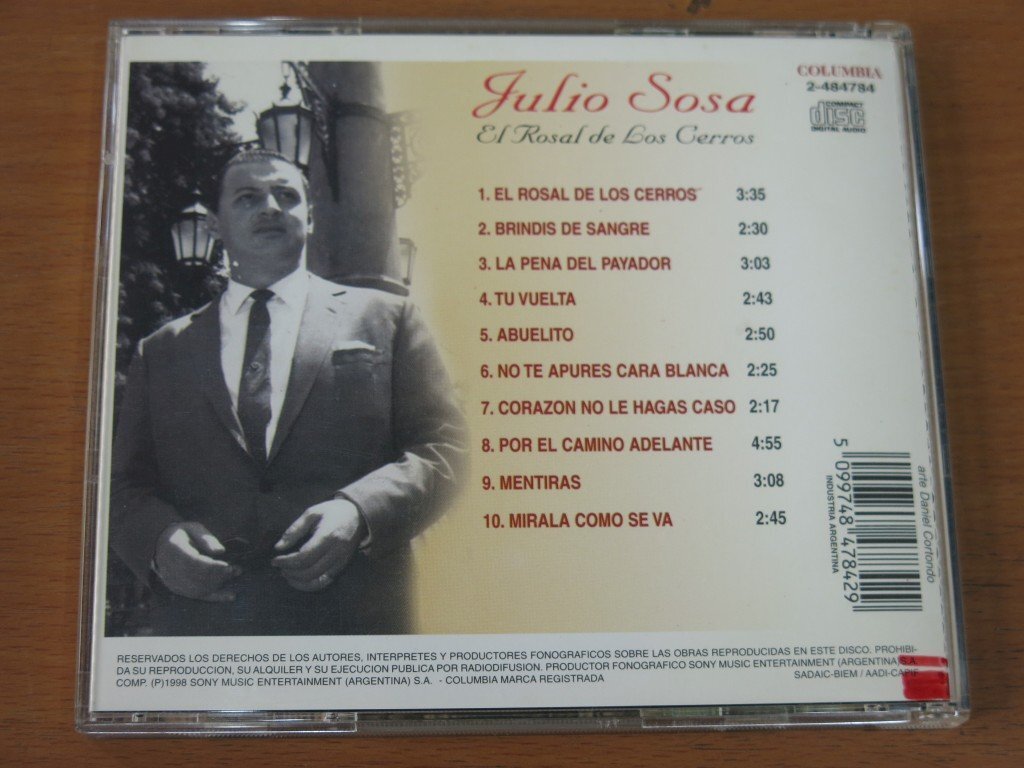 Julio Sosa
El Rosal de Los Cerros
COLUMBIA
2-484784
COMPACT
disc
DIGITAL AUDIO
1. EL ROSAL DE LOS CERROS 3:35
2. BRINDIS DE SANGRE 2:30
3. LA PENA DEL PAYADOR 3:03
4. TU VUELTA 2:43
5. ABUELITO 2:50
6. NO TE APURES CARA BLANCA 2:25
7. CORAZON NO LE HAGAS CASO 2:17
8. POR EL CAMINO ADELANTE 4:55
9. MENTIRAS 3:08
10. MIRALA COMO SE VA 2:45
5 099748 478429
INDUSTRIA ARGENTINA
arte Daniel Cortondo
RESERVADOS LOS DERECHOS DE LOS AUTORES, INTERPRETES Y PRODUCTORES FONOGRAFICOS SOBRE LAS OBRAS REPRODUCIDAS EN ESTE DISCO. PROHIBI-
DA SU REPRODUCCION, SU ALQUILER Y SU EJECUCION PUBLICA POR RADIODIFUSION. PRODUCTOR FONOGRAFICO SONY MUSIC ENTERTAINMENT (ARGENTINA) S.A.
COMP. (P)1998 SONY MUSIC ENTERTAINMENT (ARGENTINA) S.A. - COLUMBIA MARCA REGISTRADA
SADAIC-BIEM / AADI-CAPIF